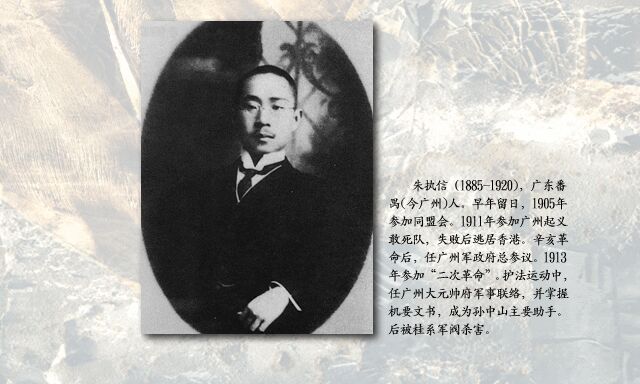 朱执信（1885-1920），广东番
禺(今广州)人。早年留日，1905年
参加同盟会。1911年参加广州起义
敢死队，失败后逃居香港。辛亥革
命后，任广州军政府总参议。1913
年参加“二次革命”。护法运动中，
任广州大元帅府军事联络，并掌握
机要文书，成为孙中山主要助手。
后被桂系军阀杀害。